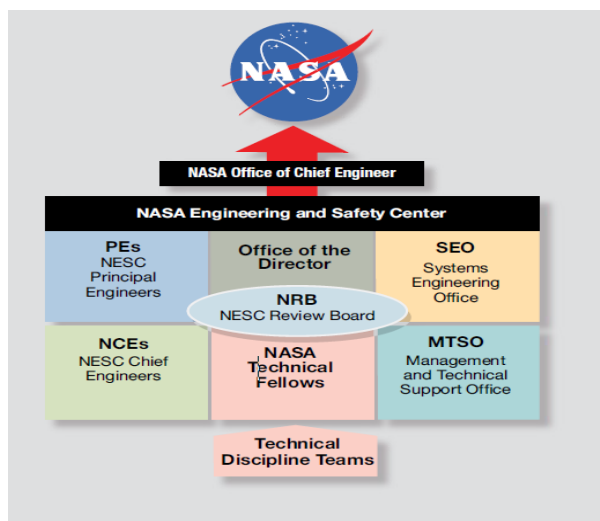 NASA
NASA Office of Chief Engineer
NASA Engineering and Safety Center
PEs
NESC
Principal
Engineers
Office of the
Director
SEO
Systems
Engineering
Office
NRB
NESC Review Board
NCEs
NESC Chief
Engineers
NASA
Technical
Fellows
MTSO
Management
and Technical
Support Office
Technical
Discipline Teams